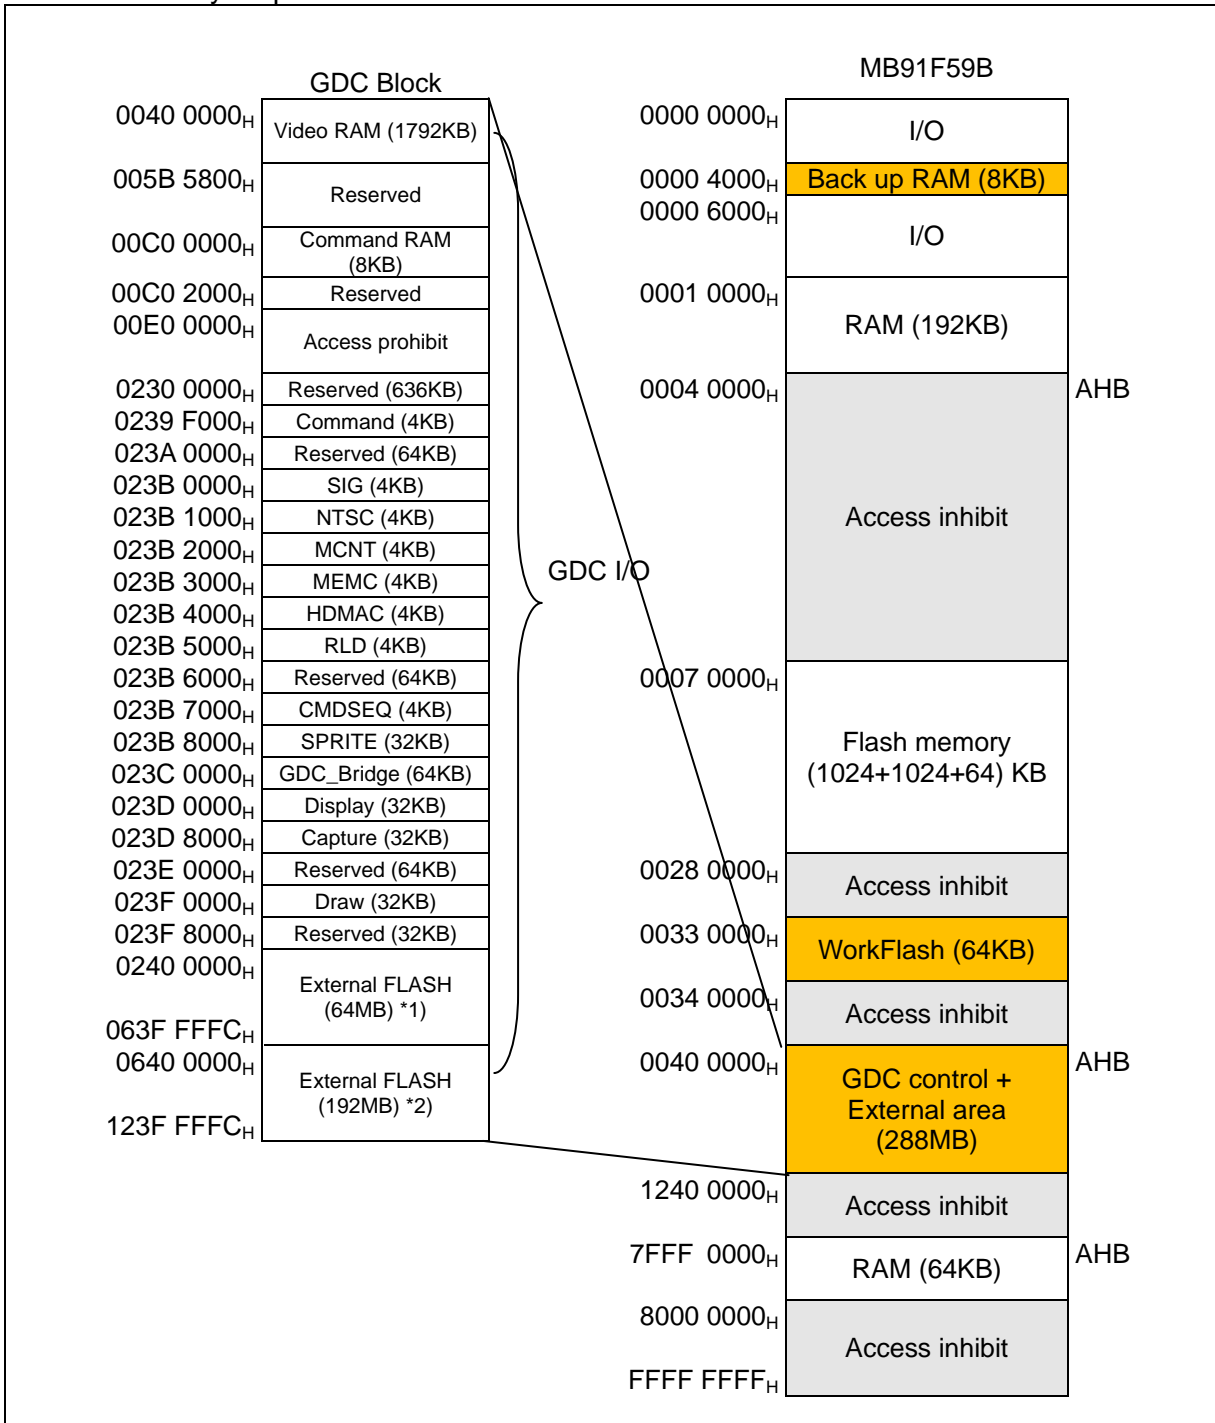 GDC Block
0040 0000H
Video RAM (1792KB)
005B 5800H
Reserved
00C0 0000H
Command RAM
(8KB)
00C0 2000H
Reserved
00E0 0000H
Access prohibit
0230 0000H
Reserved (636KB)
0239 F000H
Command (4KB)
023A 0000H
Reserved (64KB)
023B 0000H
SIG (4KB)
023B 1000H
NTSC (4KB)
023B 2000H
MCNT (4KB)
023B 3000H
MEMC (4KB)
023B 4000H
HDMAC (4KB)
023B 5000H
RLD (4KB)
023B 6000H
Reserved (64KB)
023B 7000H
CMDSEQ (4KB)
023B 8000H
SPRITE (32KB)
023C 0000H
GDC_Bridge (64KB)
023D 0000H
Display (32KB)
023D 8000H
Capture (32KB)
023E 0000H
Reserved (64KB)
023F 0000H
Draw (32KB)
023F 8000H
Reserved (32KB)
0240 0000H
External FLASH
(64MB) *1)
063F FFFCH
0640 0000H
External FLASH
(192MB) *2)
123F FFFCH
GDC I/O
MB91F59B
0000 0000H
I/O
0000 4000H
Back up RAM (8KB)
0000 6000H
I/O
0001 0000H
RAM (192KB)
0004 0000H
AHB
Access inhibit
0007 0000H
Flash memory
(1024+1024+64) KB
0028 0000H
Access inhibit
0033 0000H
WorkFlash (64KB)
0034 0000H
Access inhibit
0040 0000H
AHB
GDC control +
External area
(288MB)
1240 0000H
Access inhibit
7FFF 0000H
AHB
RAM (64KB)
8000 0000H
Access inhibit
FFFF FFFFH